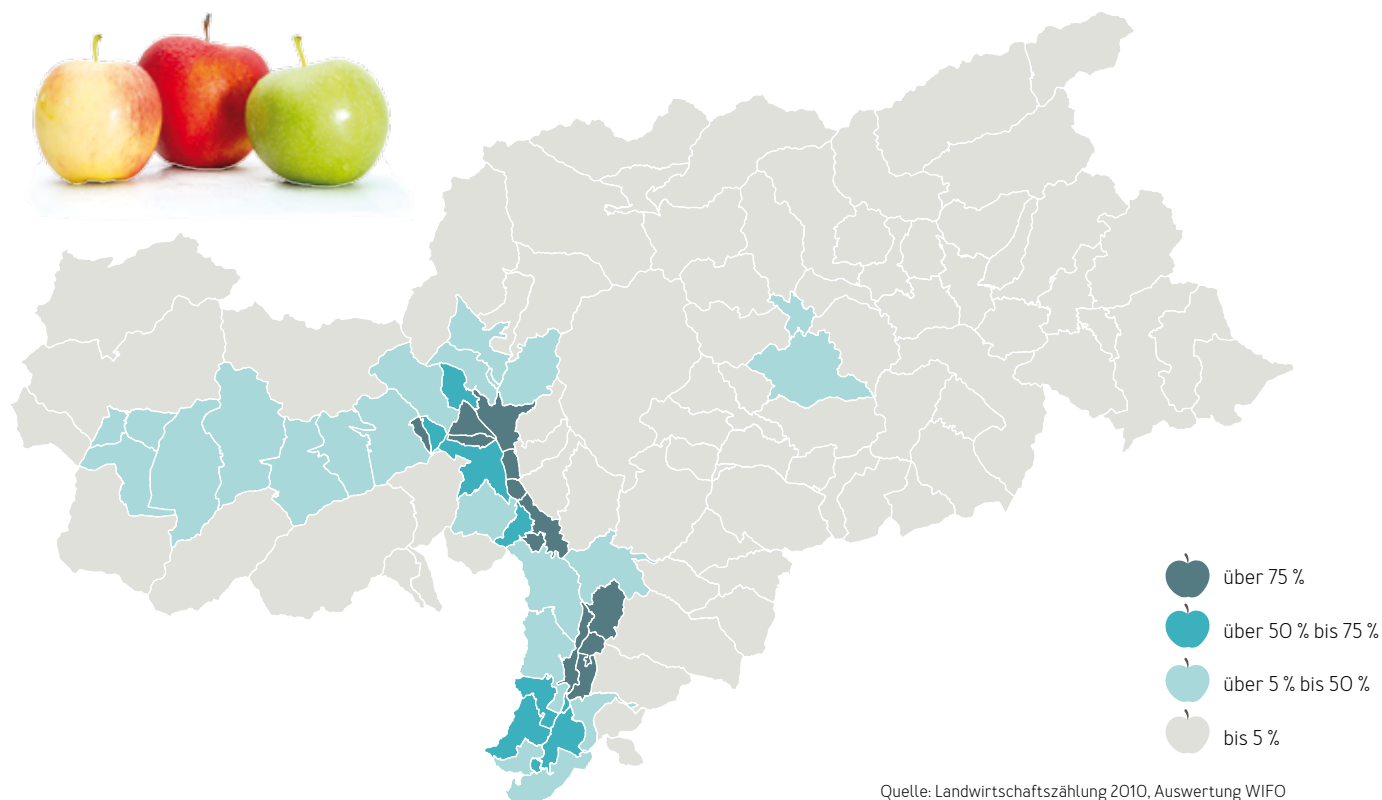 über 75 %
über 50 % bis 75 %
über 5 % bis 50 %
bis 5 %
Quelle: Landwirtschaftszählung 2010, Auswertung WIFO